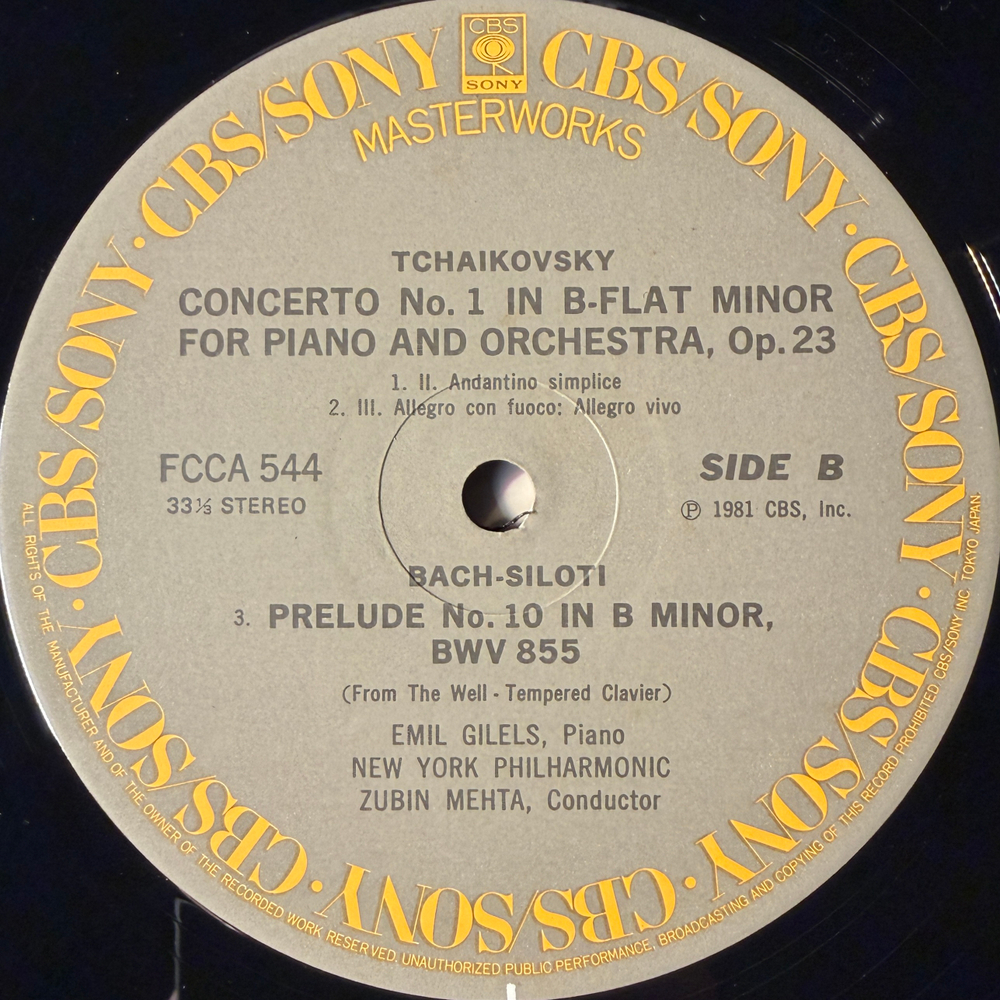 CBS
SONY
CBS/SONY · CBS/SONY · CBS/SONY · CBS/SONY · CBS/SONY · CBS/SONY · CBS/SONY · CBS/SONY
MASTERWORKS
TCHAIKOVSKY
CONCERTO No. 1 IN B-FLAT MINOR
FOR PIANO AND ORCHESTRA, Op. 23
1. II. Andantino simplice
2. III. Allegro con fuoco: Allegro vivo
FCCA 544
33⅓ STEREO
SIDE B
Ⓟ 1981 CBS, Inc.
BACH-SILOTI
3. PRELUDE No. 10 IN B MINOR,
BWV 855
(From The Well-Tempered Clavier)
EMIL GILELS, Piano
NEW YORK PHILHARMONIC
ZUBIN MEHTA, Conductor
ALL RIGHTS OF THE MANUFACTURER AND OF THE OWNER OF THE RECORDED WORK RESERVED. UNAUTHORIZED PUBLIC PERFORMANCE, BROADCASTING AND COPYING OF THIS RECORD PROHIBITED CBS/SONY INC. TOKYO JAPAN.